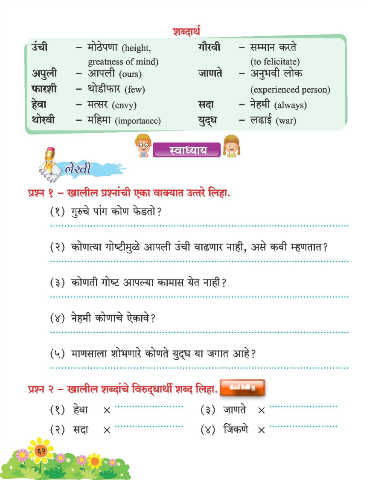 शब्दार्थ
उंची – मोठेपणा (height, greatness of mind)
गौरवी – सम्मान करते (to felicitate)
अपुली – आपली (ours)
जाणते – अनुभवी लोक (experienced person)
फारशी – थोडीफार (few)
हेवा – मत्सर (envy)
सदा – नेहमी (always)
थोरवी – महिमा (importance)
युद्ध – लढाई (war)
स्वाध्याय
लेखी
प्रश्न १ – खालील प्रश्नांची एका वाक्यात उत्तरे लिहा.
(१) गुरुचे पांग कोण फेडतो?
(२) कोणत्या गोष्टीमुळे आपली उंची वाढणार नाही, असे कवी म्हणतात?
(३) कोणती गोष्ट आपल्या कामास येत नाही?
(४) नेहमी कोणाचे ऐकावे?
(५) माणसाला शोभणारे कोणते युद्ध या जगात आहे?
प्रश्न २ – खालील शब्दांचे विरुद्धार्थी शब्द लिहा.
(१) हेवा ×
(३) जाणते ×
(२) सदा ×
(४) जिंकणे ×